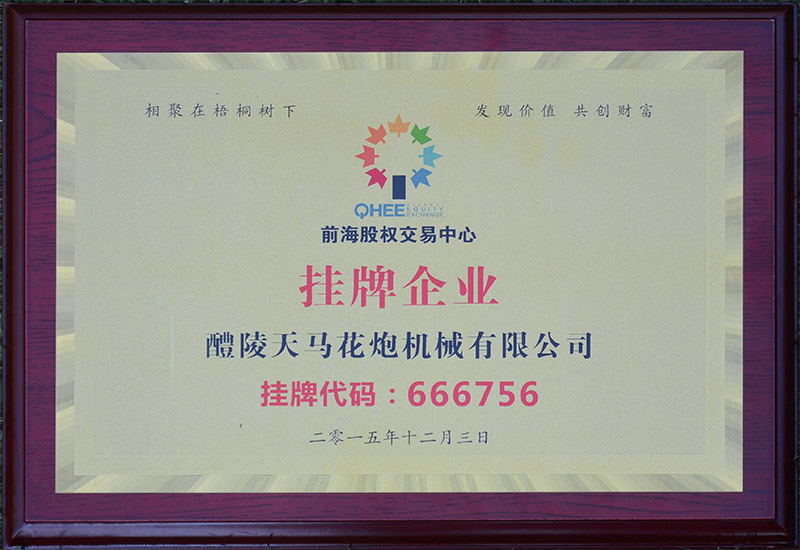 相聚在梧桐树下
发现价值 共创财富
QHEE
EQUITY
EXCHANGE
前海股权交易中心
挂牌企业
醴陵天马花炮机械有限公司
挂牌代码：666756
二零一五年十二月三日